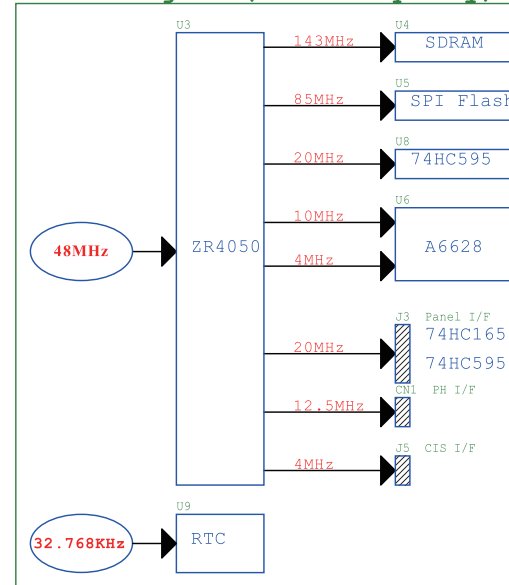 U3
U4
143MHz
SDRAM
U5
85MHz
SPI Flash
U8
20MHz
74HC595
U6
10MHz
48MHz
ZR4050
A6628
4MHz
J3 Panel I/F
74HC165
20MHz
74HC595
CN1 PH I/F
12.5MHz
J5 CIS I/F
4MHz
U9
32.768KHz
RTC